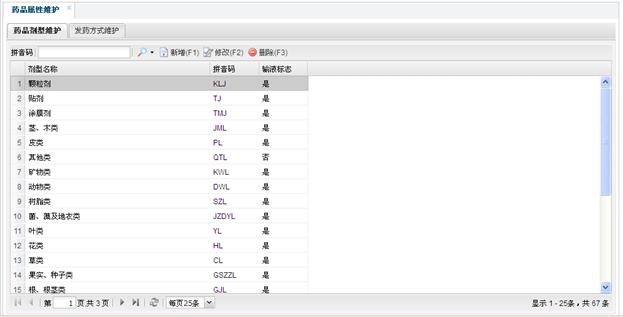 药品属性维护
药品剂型维护 发药方式维护
拼音码 新增(F1) 修改(F2) 删除(F3)
剂型名称 拼音码 输液标志
1 颗粒剂 KLJ 是
2 贴剂 TJ 是
3 涂膜剂 TMJ 是
4 茎、木类 JML 是
5 皮类 PL 是
6 其他类 QTL 否
7 矿物类 KWL 是
8 动物类 DWL 是
9 树脂类 SZL 是
10 菌、藻及地衣类 JZDYL 是
11 叶类 YL 是
12 花类 HL 是
13 草类 CL 是
14 果实、种子类 GSZZL 是
15 根、根茎类 GJL 是
第 1 页,共 3 页 每页25条 显示 1 - 25条，共 67 条